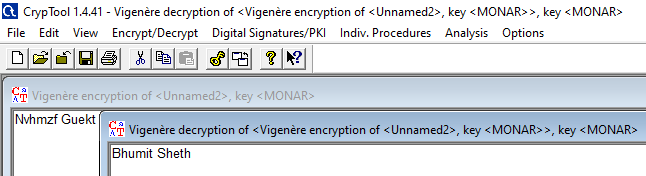 CrypTool 1.4.41 - Vigenère decryption of <Vigenère encryption of <Unnamed2>, key <MONAR>>, key <MONAR>
File Edit View Encrypt/Decrypt Digital Signatures/PKI Indiv. Procedures Analysis Options
Vigenère encryption of <Unnamed2>, key <MONAR>
Nvhmzf Guekt
Vigenère decryption of <Vigenère encryption of <Unnamed2>, key <MONAR>>, key <MONAR>
Bhumit Sheth